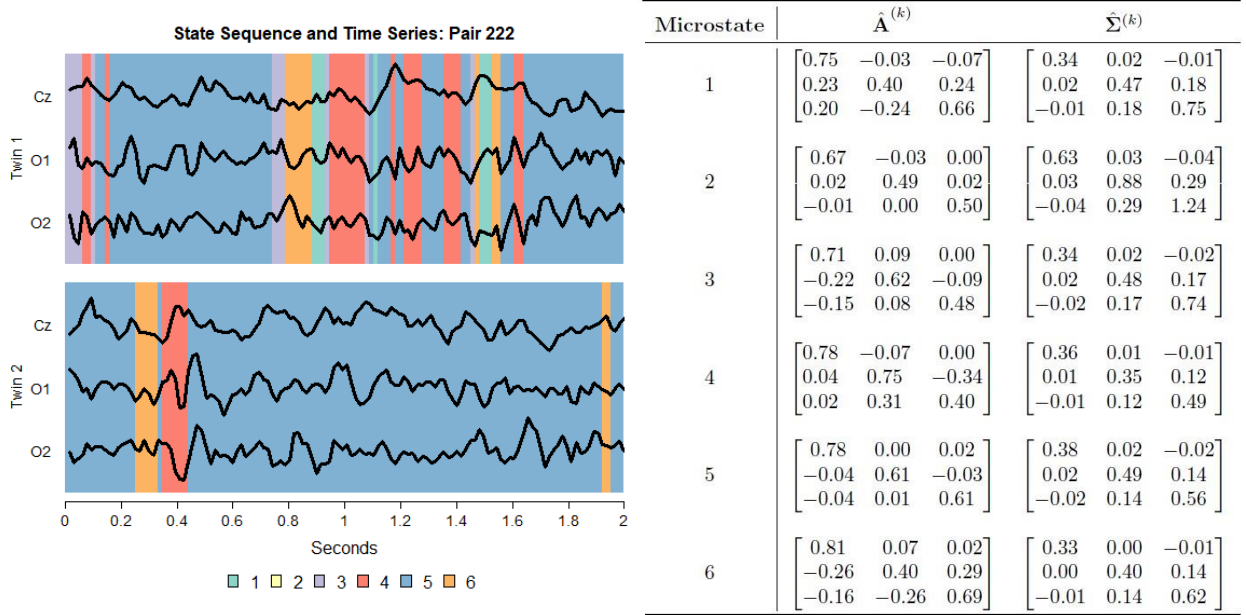 State Sequence and Time Series: Pair 222
Twin 1
Cz
O1
O2
Twin 2
Cz
O1
O2
0 0.2 0.4 0.6 0.8 1 1.2 1.4 1.6 1.8 2
Seconds
1 2 3 4 5 6
Microstate Â^(k) Σ̂^(k)
0.75 −0.03 −0.07 0.34 0.02 −0.01
1 0.23 0.40 0.24 0.02 0.47 0.18
0.20 −0.24 0.66 −0.01 0.18 0.75
0.67 −0.03 0.00 0.63 0.03 −0.04
2 0.02 0.49 0.02 0.03 0.88 0.29
−0.01 0.00 0.50 −0.04 0.29 1.24
0.71 0.09 0.00 0.34 0.02 −0.02
3 −0.22 0.62 −0.09 0.02 0.48 0.17
−0.15 0.08 0.48 −0.02 0.17 0.74
0.78 −0.07 0.00 0.36 0.01 −0.01
4 0.04 0.75 −0.34 0.01 0.35 0.12
0.02 0.31 0.40 −0.01 0.12 0.49
0.78 0.00 0.02 0.38 0.02 −0.02
5 −0.04 0.61 −0.03 0.02 0.49 0.14
−0.04 0.01 0.61 −0.02 0.14 0.56
0.81 0.07 0.02 0.33 0.00 −0.01
6 −0.26 0.40 0.29 0.00 0.40 0.14
−0.16 −0.26 0.69 −0.01 0.14 0.62